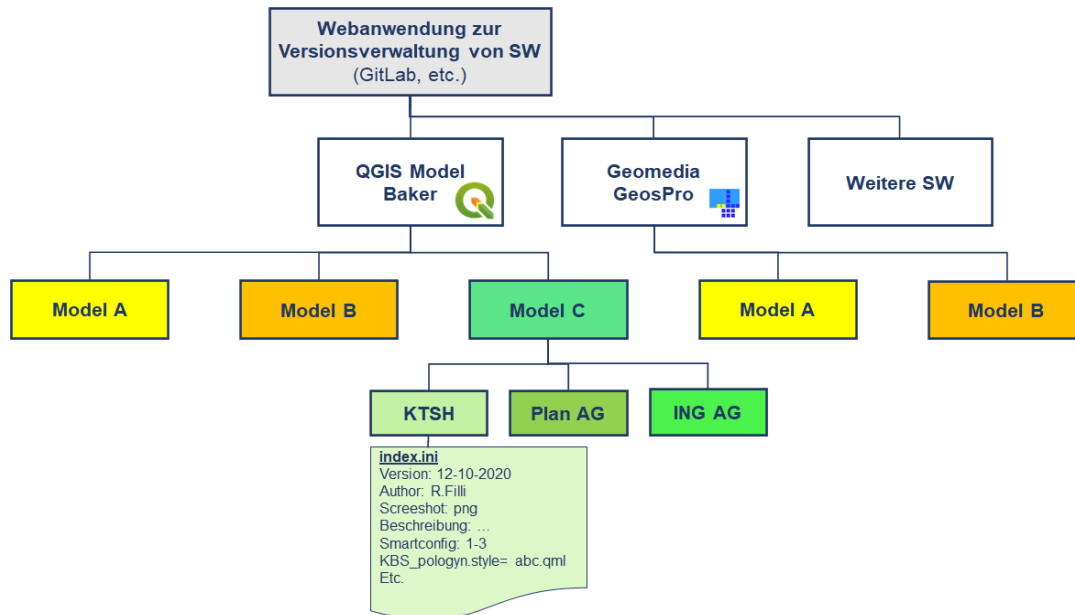 Webanwendung zur
Versionsverwaltung von SW
(GitLab, etc.)
QGIS Model
Baker
Geomedia
GeosPro
Weitere SW
Model A
Model B
Model C
Model A
Model B
KTSH
Plan AG
ING AG
index.ini
Version: 12-10-2020
Author: R.Filli
Screeshot: png
Beschreibung: ...
Smartconfig: 1-3
KBS_pologyn.style= abc.qml
Etc.